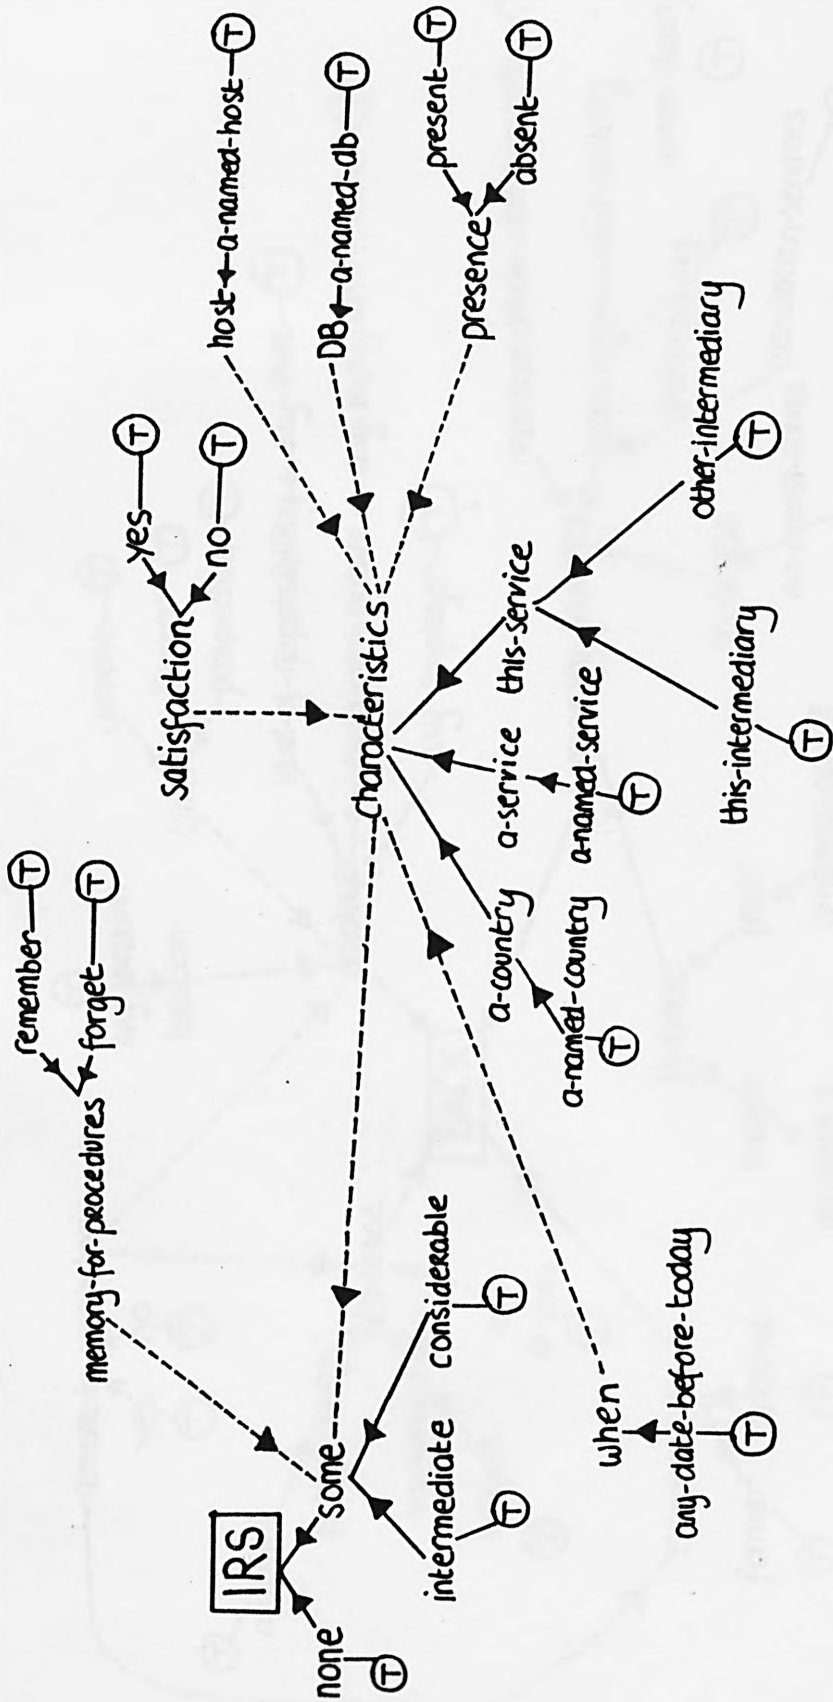 remember T
forget T
memory-for-procedures
yes T
no T
satisfaction
host a-named-host T
DB a-named-db T
present T
presence
absent T
IRS
none
T
some
characteristics
intermediate
T
considerable
T
a-country
a-named-country
T
a-service
a-named-service
T
this-service
this-intermediary
T
other-intermediary
T
when
any-date-before-today
T